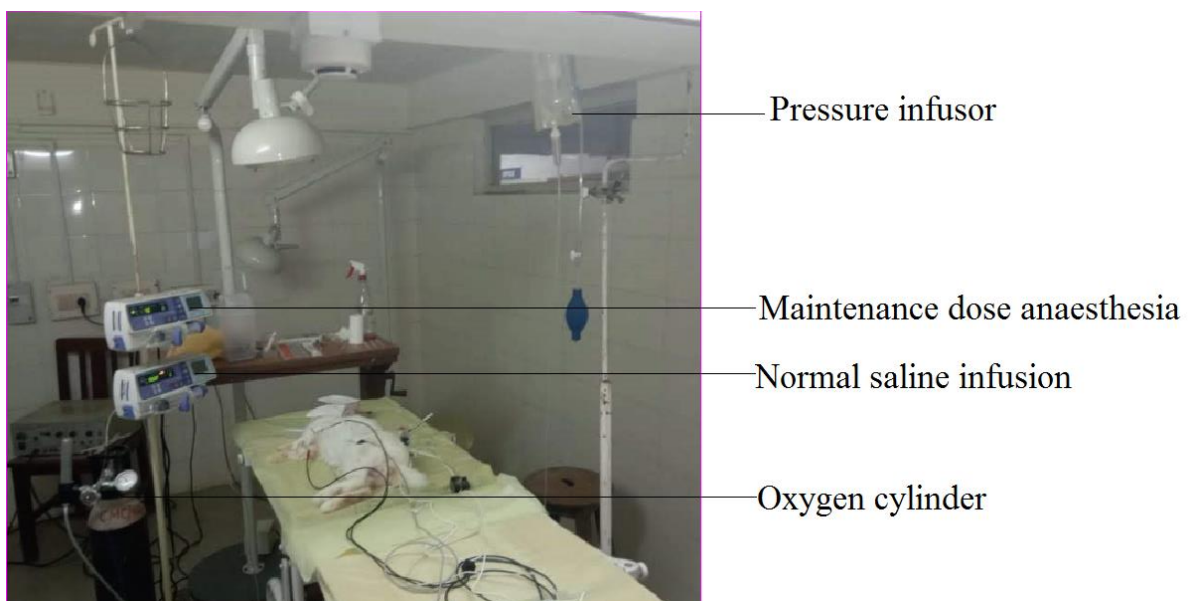 Pressure infusor
Maintenance dose anaesthesia
Normal saline infusion
Oxygen cylinder